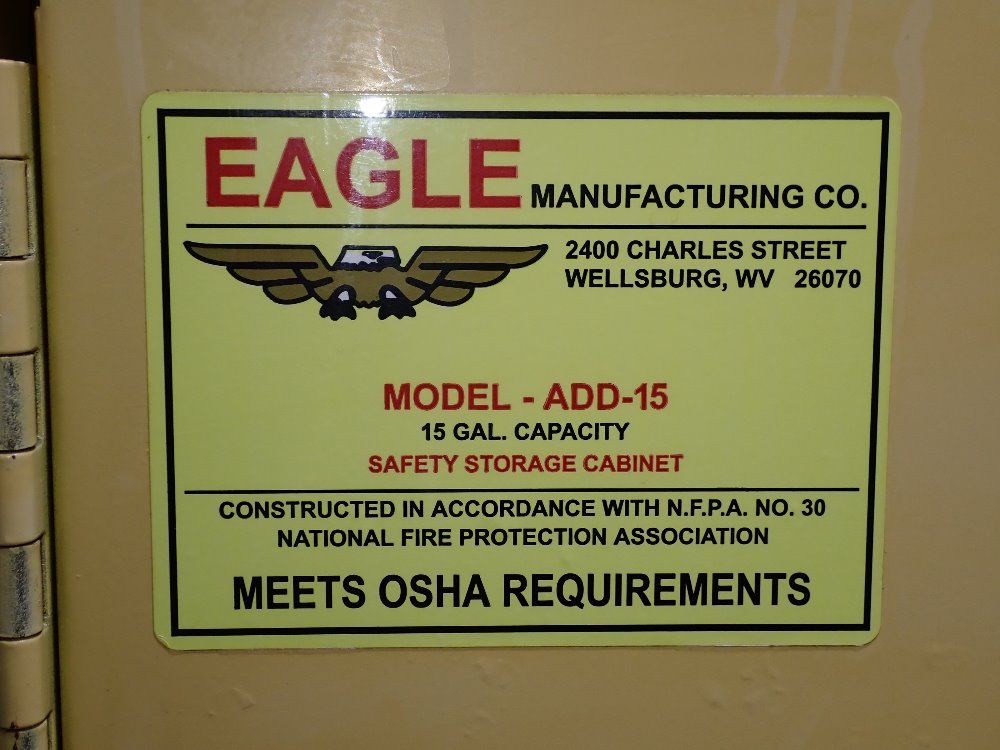 EAGLE MANUFACTURING CO.
2400 CHARLES STREET
WELLSBURG, WV 26070
MODEL - ADD-15
15 GAL. CAPACITY
SAFETY STORAGE CABINET
CONSTRUCTED IN ACCORDANCE WITH N.F.P.A. NO. 30
NATIONAL FIRE PROTECTION ASSOCIATION
MEETS OSHA REQUIREMENTS